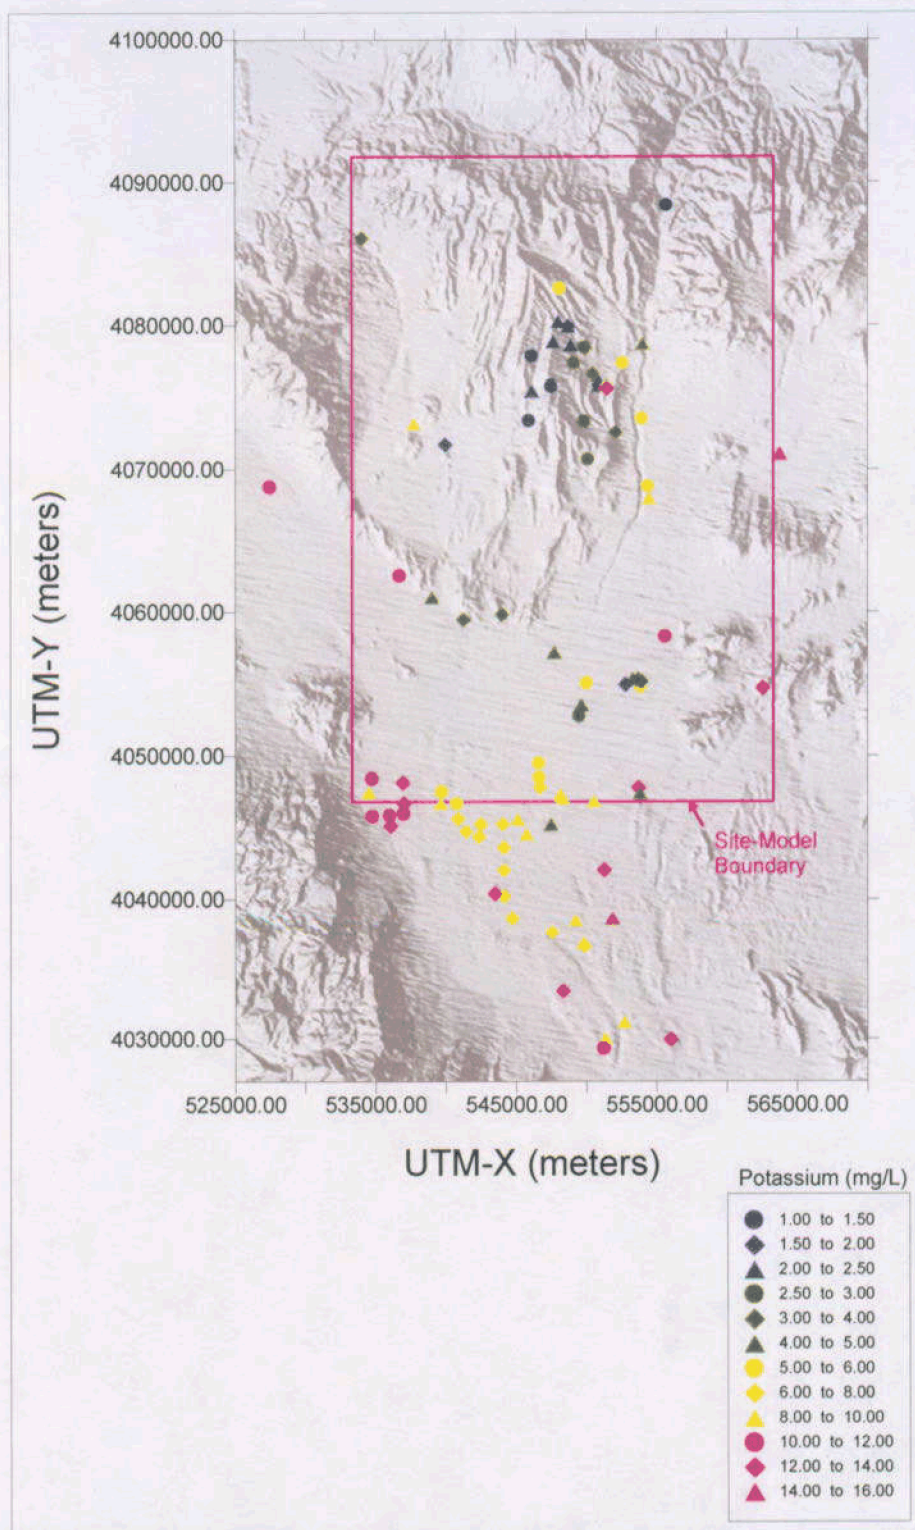 4100000.00
4090000.00
4080000.00
4070000.00
4060000.00
4050000.00
4040000.00
4030000.00
UTM-Y (meters)
Site-Model
Boundary
525000.00 535000.00 545000.00 555000.00 565000.00
UTM-X (meters)
Potassium (mg/L)
1.00 to 1.50
1.50 to 2.00
2.00 to 2.50
2.50 to 3.00
3.00 to 4.00
4.00 to 5.00
5.00 to 6.00
6.00 to 8.00
8.00 to 10.00
10.00 to 12.00
12.00 to 14.00
14.00 to 16.00